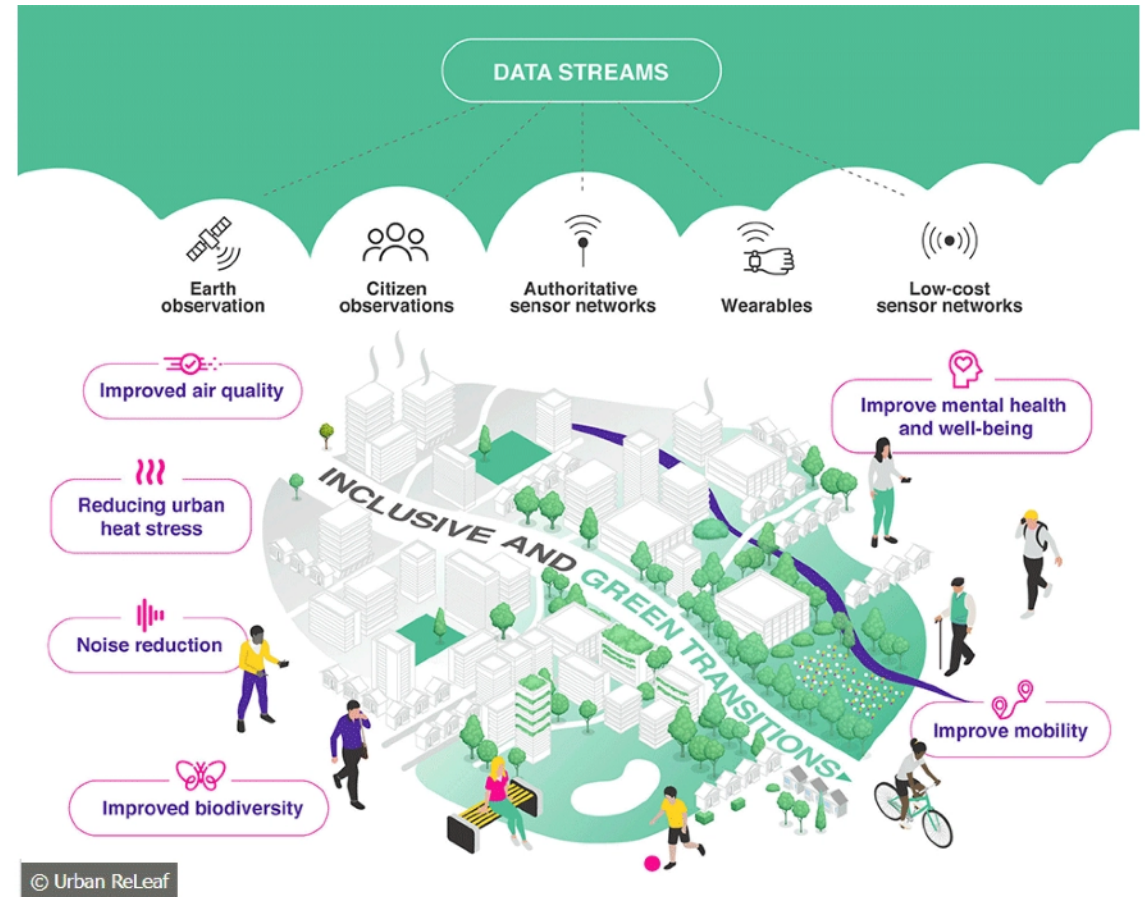 DATA STREAMS
Earth
observation
Citizen
observations
Authoritative
sensor networks
Wearables
Low-cost
sensor networks
Improved air quality
Improve mental health
and well-being
Reducing urban
heat stress
INCLUSIVE AND GREEN TRANSITIONS
Noise reduction
Improve mobility
Improved biodiversity
© Urban ReLeaf